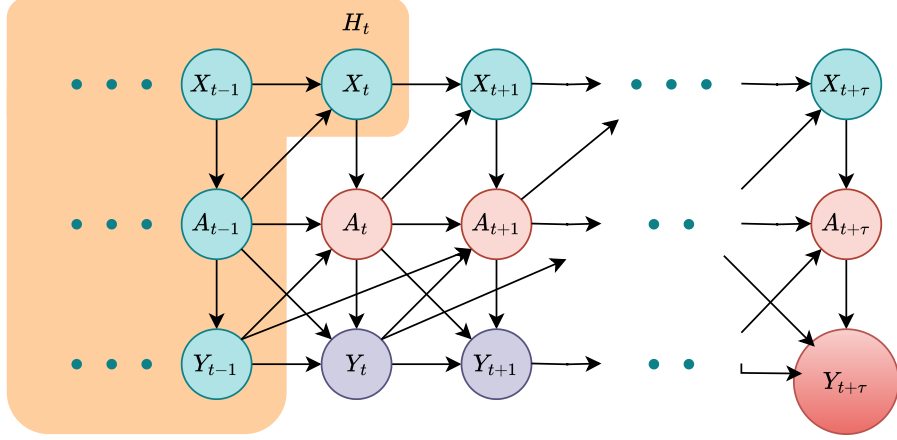 H_t
X_{t-1} X_t X_{t+1} X_{t+τ}
A_{t-1} A_t A_{t+1} A_{t+τ}
Y_{t-1} Y_t Y_{t+1} Y_{t+τ}